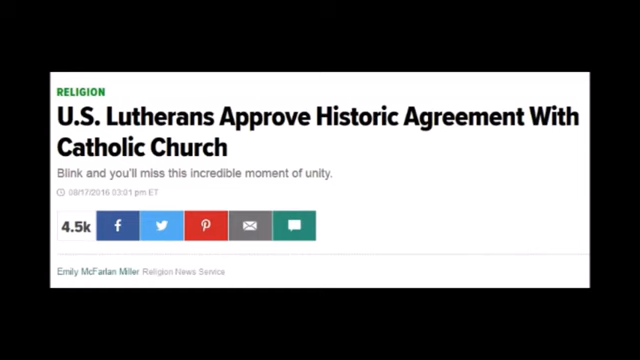 RELIGION
U.S. Lutherans Approve Historic Agreement With
Catholic Church
Blink and you'll miss this incredible moment of unity.
08/17/2016 03:01 pm ET
4.5k
Emily McFarlan Miller Religion News Service